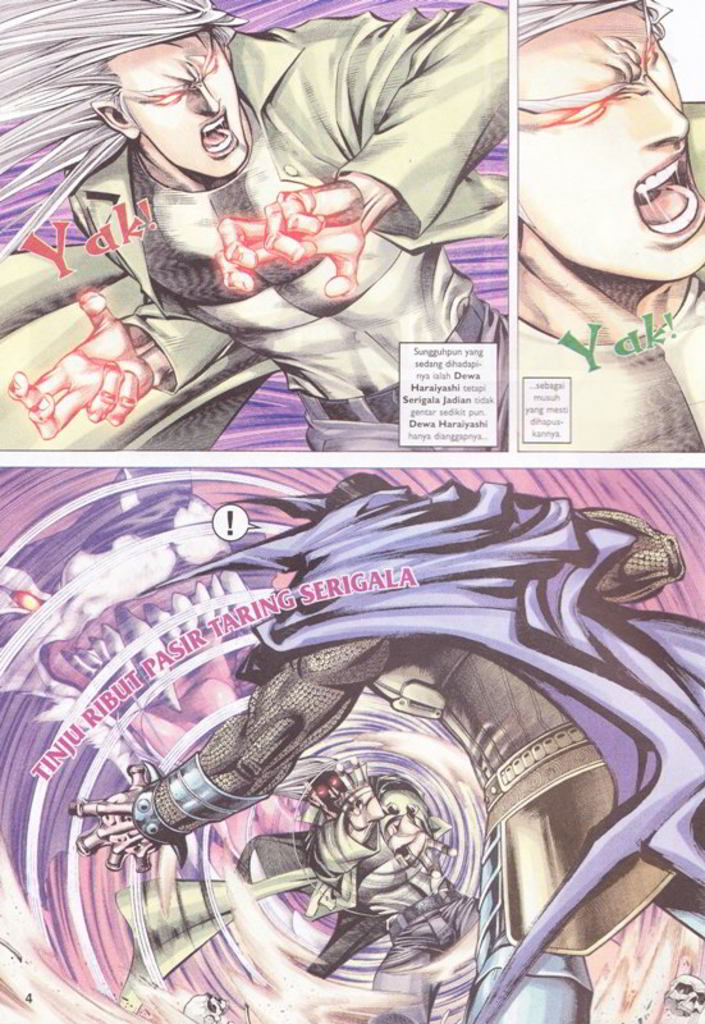 Yak!
Sungguhpun yang
sedang dihadapi-
nya ialah Dewa
Haraiyashi tetapi
Serigala Jadian tidak
gentar sedikit pun.
Dewa Haraiyashi
hanya dianggapnya...
Yak!
...sebagai
musuh
yang mesti
dihapus-
kannya.
!
TINJU RIBUT PASIR TARING SERIGALA
4